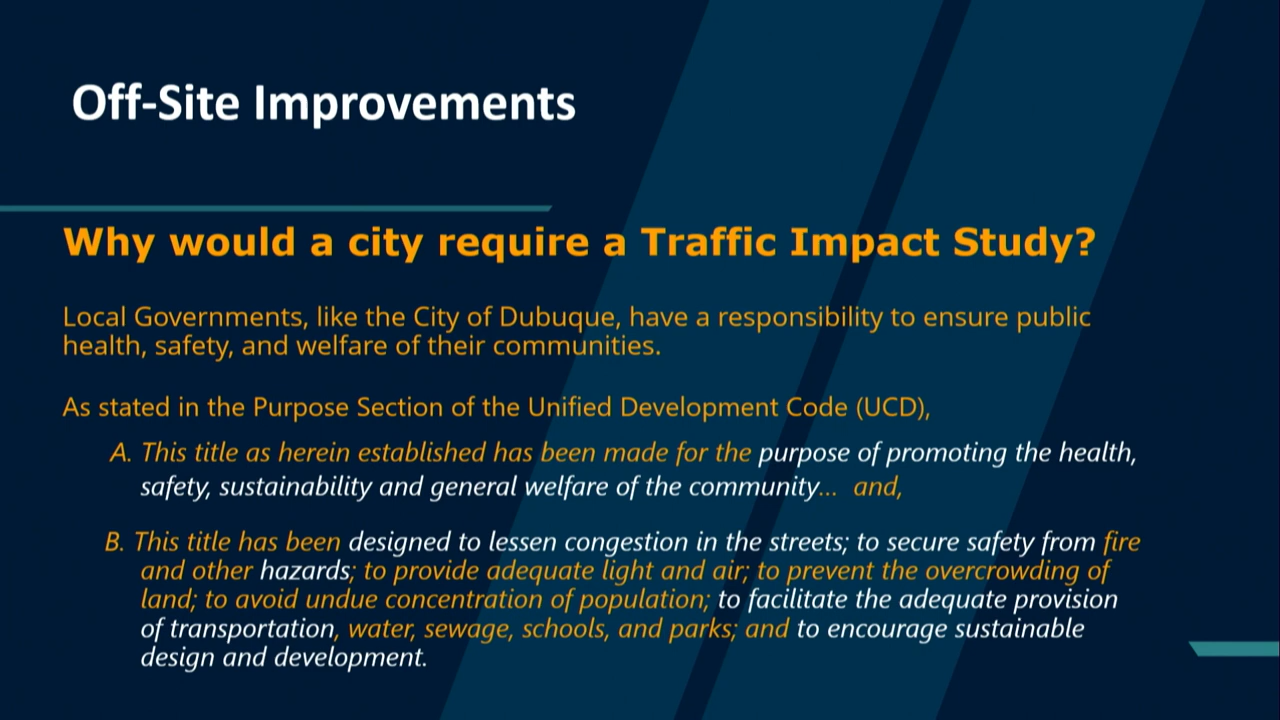 Off-Site Improvements
Why would a city require a Traffic Impact Study?
Local Governments, like the City of Dubuque, have a responsibility to ensure public
health, safety, and welfare of their communities.
As stated in the Purpose Section of the Unified Development Code (UCD),
A. This title as herein established has been made for the purpose of promoting the health,
safety, sustainability and general welfare of the community... and,
B. This title has been designed to lessen congestion in the streets; to secure safety from fire
and other hazards; to provide adequate light and air; to prevent the overcrowding of
land; to avoid undue concentration of population; to facilitate the adequate provision
of transportation, water, sewage, schools, and parks; and to encourage sustainable
design and development.